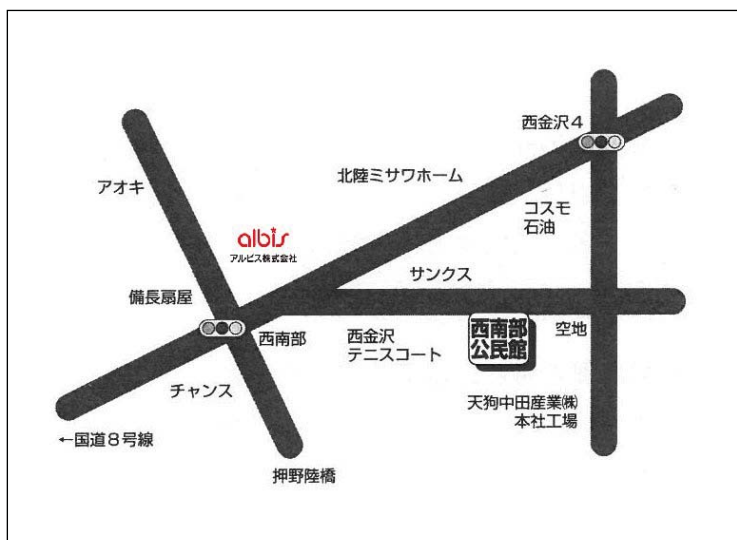 西金沢4
アオキ
北陸ミサワホーム
コスモ
石油
albis
アルビス株式会社
サンクス
備長扇屋
西南部
西金沢
テニスコート
西南部
公民館
空地
チャンス
天狗中田産業㈱
本社工場
←国道8号線
押野陸橋